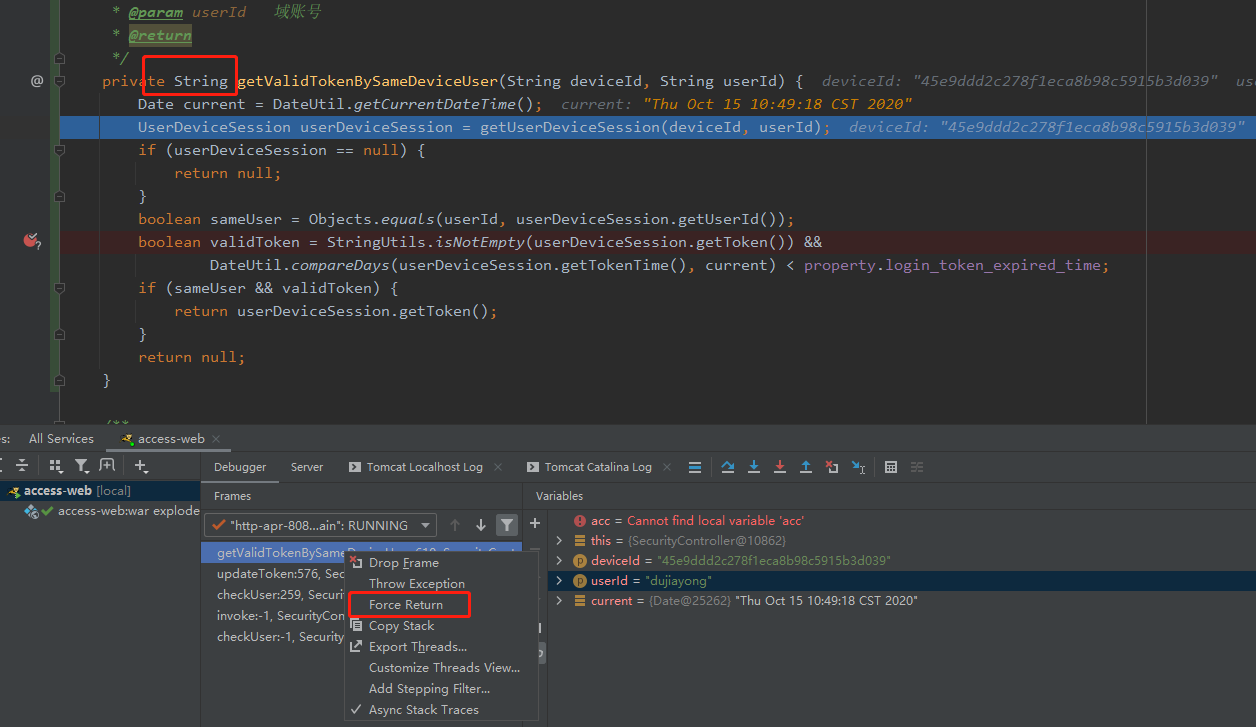 * @param userId 域账号
* @return
*/
@ private String getValidTokenBySameDeviceUser(String deviceId, String userId) { deviceId: "45e9ddd2c278f1eca8b98c5915b3d039"
Date current = DateUtil.getCurrentDateTime(); current: "Thu Oct 15 10:49:18 CST 2020"
UserDeviceSession userDeviceSession = getUserDeviceSession(deviceId, userId); deviceId: "45e9ddd2c278f1eca8b98c5915b3d039"
if (userDeviceSession == null) {
return null;
}
boolean sameUser = Objects.equals(userId, userDeviceSession.getUserId());
boolean validToken = StringUtils.isNotEmpty(userDeviceSession.getToken()) &&
DateUtil.compareDays(userDeviceSession.getTokenTime(), current) < property.login_token_expired_time;
if (sameUser && validToken) {
return userDeviceSession.getToken();
}
return null;
}
/**
s: All Services access-web
Debugger Server Tomcat Localhost Log Tomcat Catalina Log
access-web [local]
access-web:war explode
Frames
"http-apr-808...ain": RUNNING
getValidTokenBySame
updateToken:576, Sec
checkUser:259, Securi
invoke:-1, SecurityCon
checkUser:-1, Security
Drop Frame
Throw Exception
Force Return
Copy Stack
Export Threads...
Customize Threads View...
Add Stepping Filter...
Async Stack Traces
Variables
acc = Cannot find local variable 'acc'
this = {SecurityController@10862}
deviceId = "45e9ddd2c278f1eca8b98c5915b3d039"
userId = "dujiayong"
current = {Date@25262} "Thu Oct 15 10:49:18 CST 2020"